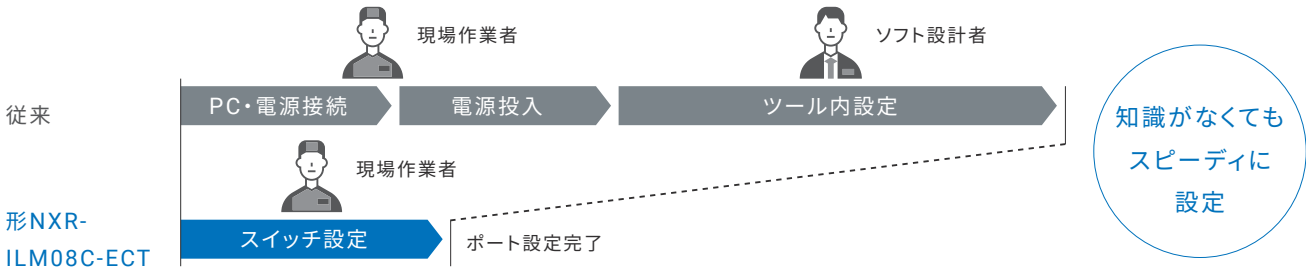 現場作業者
ソフト設計者
従来
PC・電源接続
電源投入
ツール内設定
知識がなくても
スピーディに
設定
現場作業者
形NXR-
ILM08C-ECT
スイッチ設定
ポート設定完了